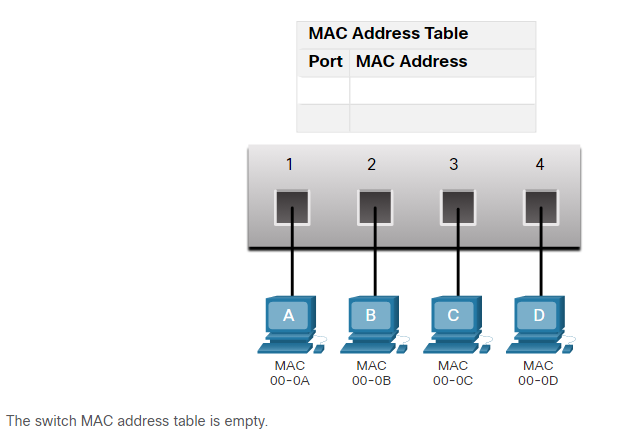 MAC Address Table
Port MAC Address
1 2 3 4
A B C D
MAC MAC MAC MAC
00-0A 00-0B 00-0C 00-0D
The switch MAC address table is empty.